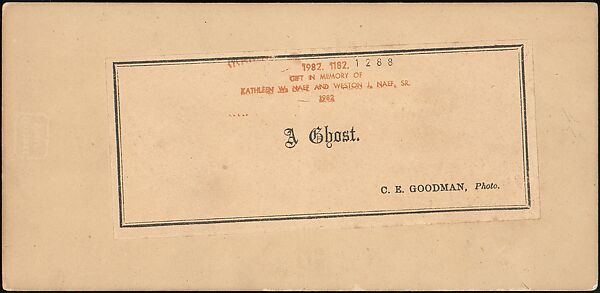 1982. 1182. 1288
GIFT IN MEMORY OF
KATHLEEN W. NAEF AND WESTON J. NAEF, SR.
1982
A Ghost.
C. E. GOODMAN, Photo.